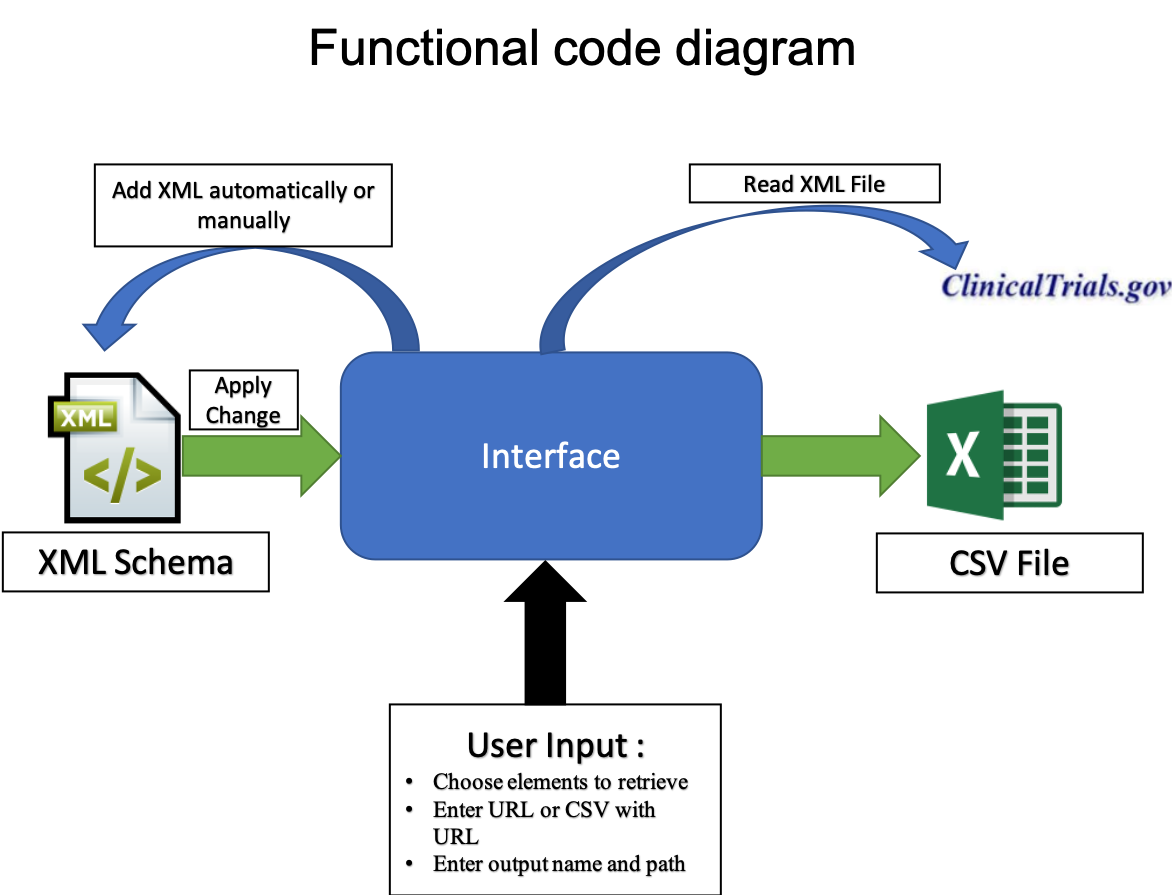 Functional code diagram
Add XML automatically or
manually
Read XML File
ClinicalTrials.gov
XML
</>
Apply
Change
Interface
X
XML Schema
CSV File
User Input :
• Choose elements to retrieve
• Enter URL or CSV with
URL
• Enter output name and path